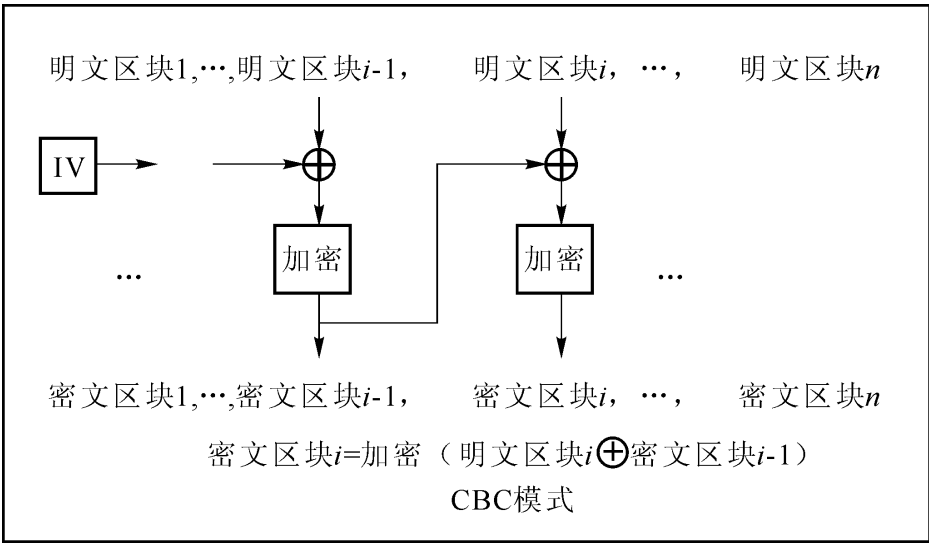 明文区块1,…,明文区块i-1, 明文区块i, …, 明文区块n
IV
加密 加密
… …
密文区块1,…,密文区块i-1, 密文区块i, …, 密文区块n
密文区块i=加密（明文区块i⊕密文区块i-1）
CBC模式